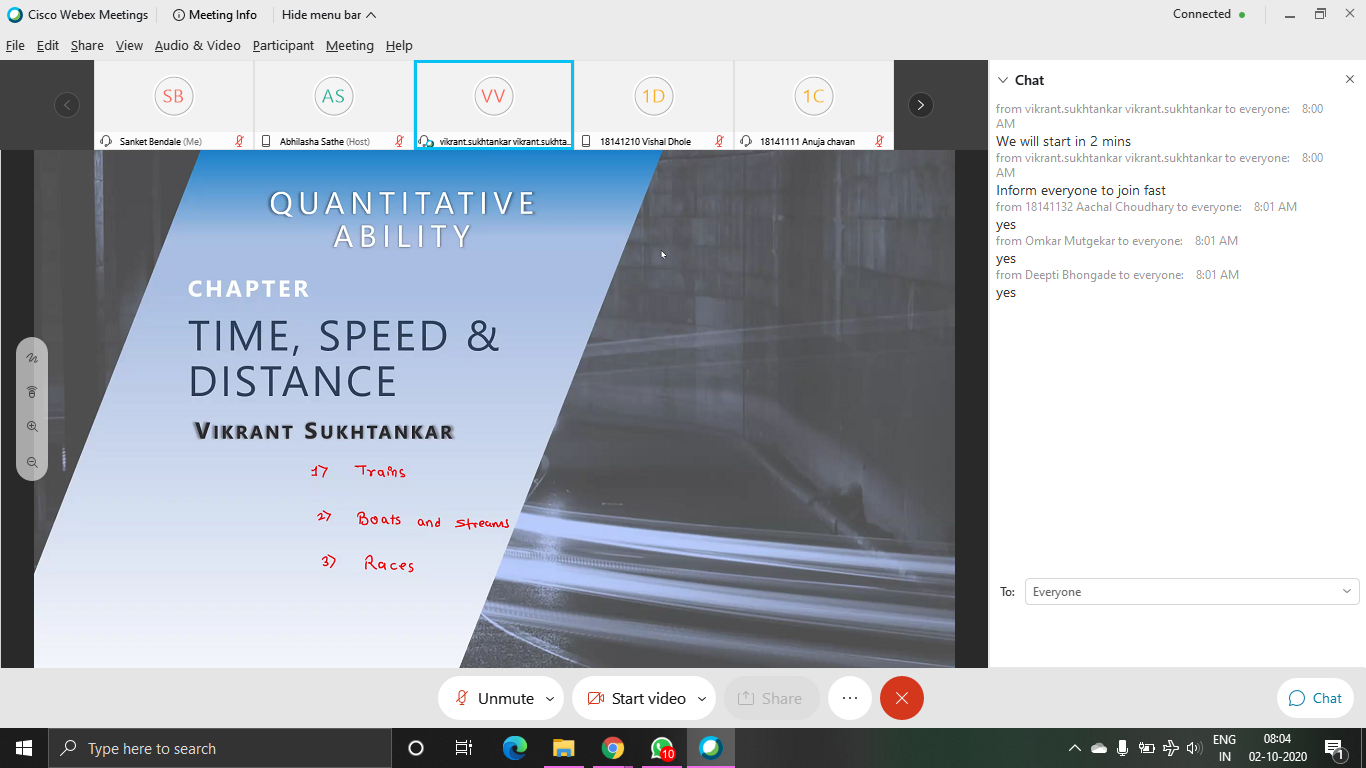 Cisco Webex Meetings
Meeting Info
Hide menu bar
Connected
File Edit Share View Audio & Video Participant Meeting Help
SB
AS
VV
1D
1C
Sanket Bendale (Me)
Abhilasha Sathe (Host)
vikrant.sukhtankar vikrant.sukhta...
18141210 Vishal Dhole
18141111 Anuja chavan
QUANTITATIVE
ABILITY
CHAPTER
TIME, SPEED &
DISTANCE
VIKRANT SUKHTANKAR
1> Trains
2> Boats and streams
3> Races
Chat
from vikrant.sukhtankar vikrant.sukhtankar to everyone: 8:00
AM
We will start in 2 mins
from vikrant.sukhtankar vikrant.sukhtankar to everyone: 8:00
AM
Inform everyone to join fast
from 18141132 Aachal Choudhary to everyone: 8:01 AM
yes
from Omkar Mutgekar to everyone: 8:01 AM
yes
from Deepti Bhongade to everyone: 8:01 AM
yes
To: Everyone
Unmute
Start video
Share
Chat
Type here to search
10
ENG
IN
08:04
02-10-2020
1